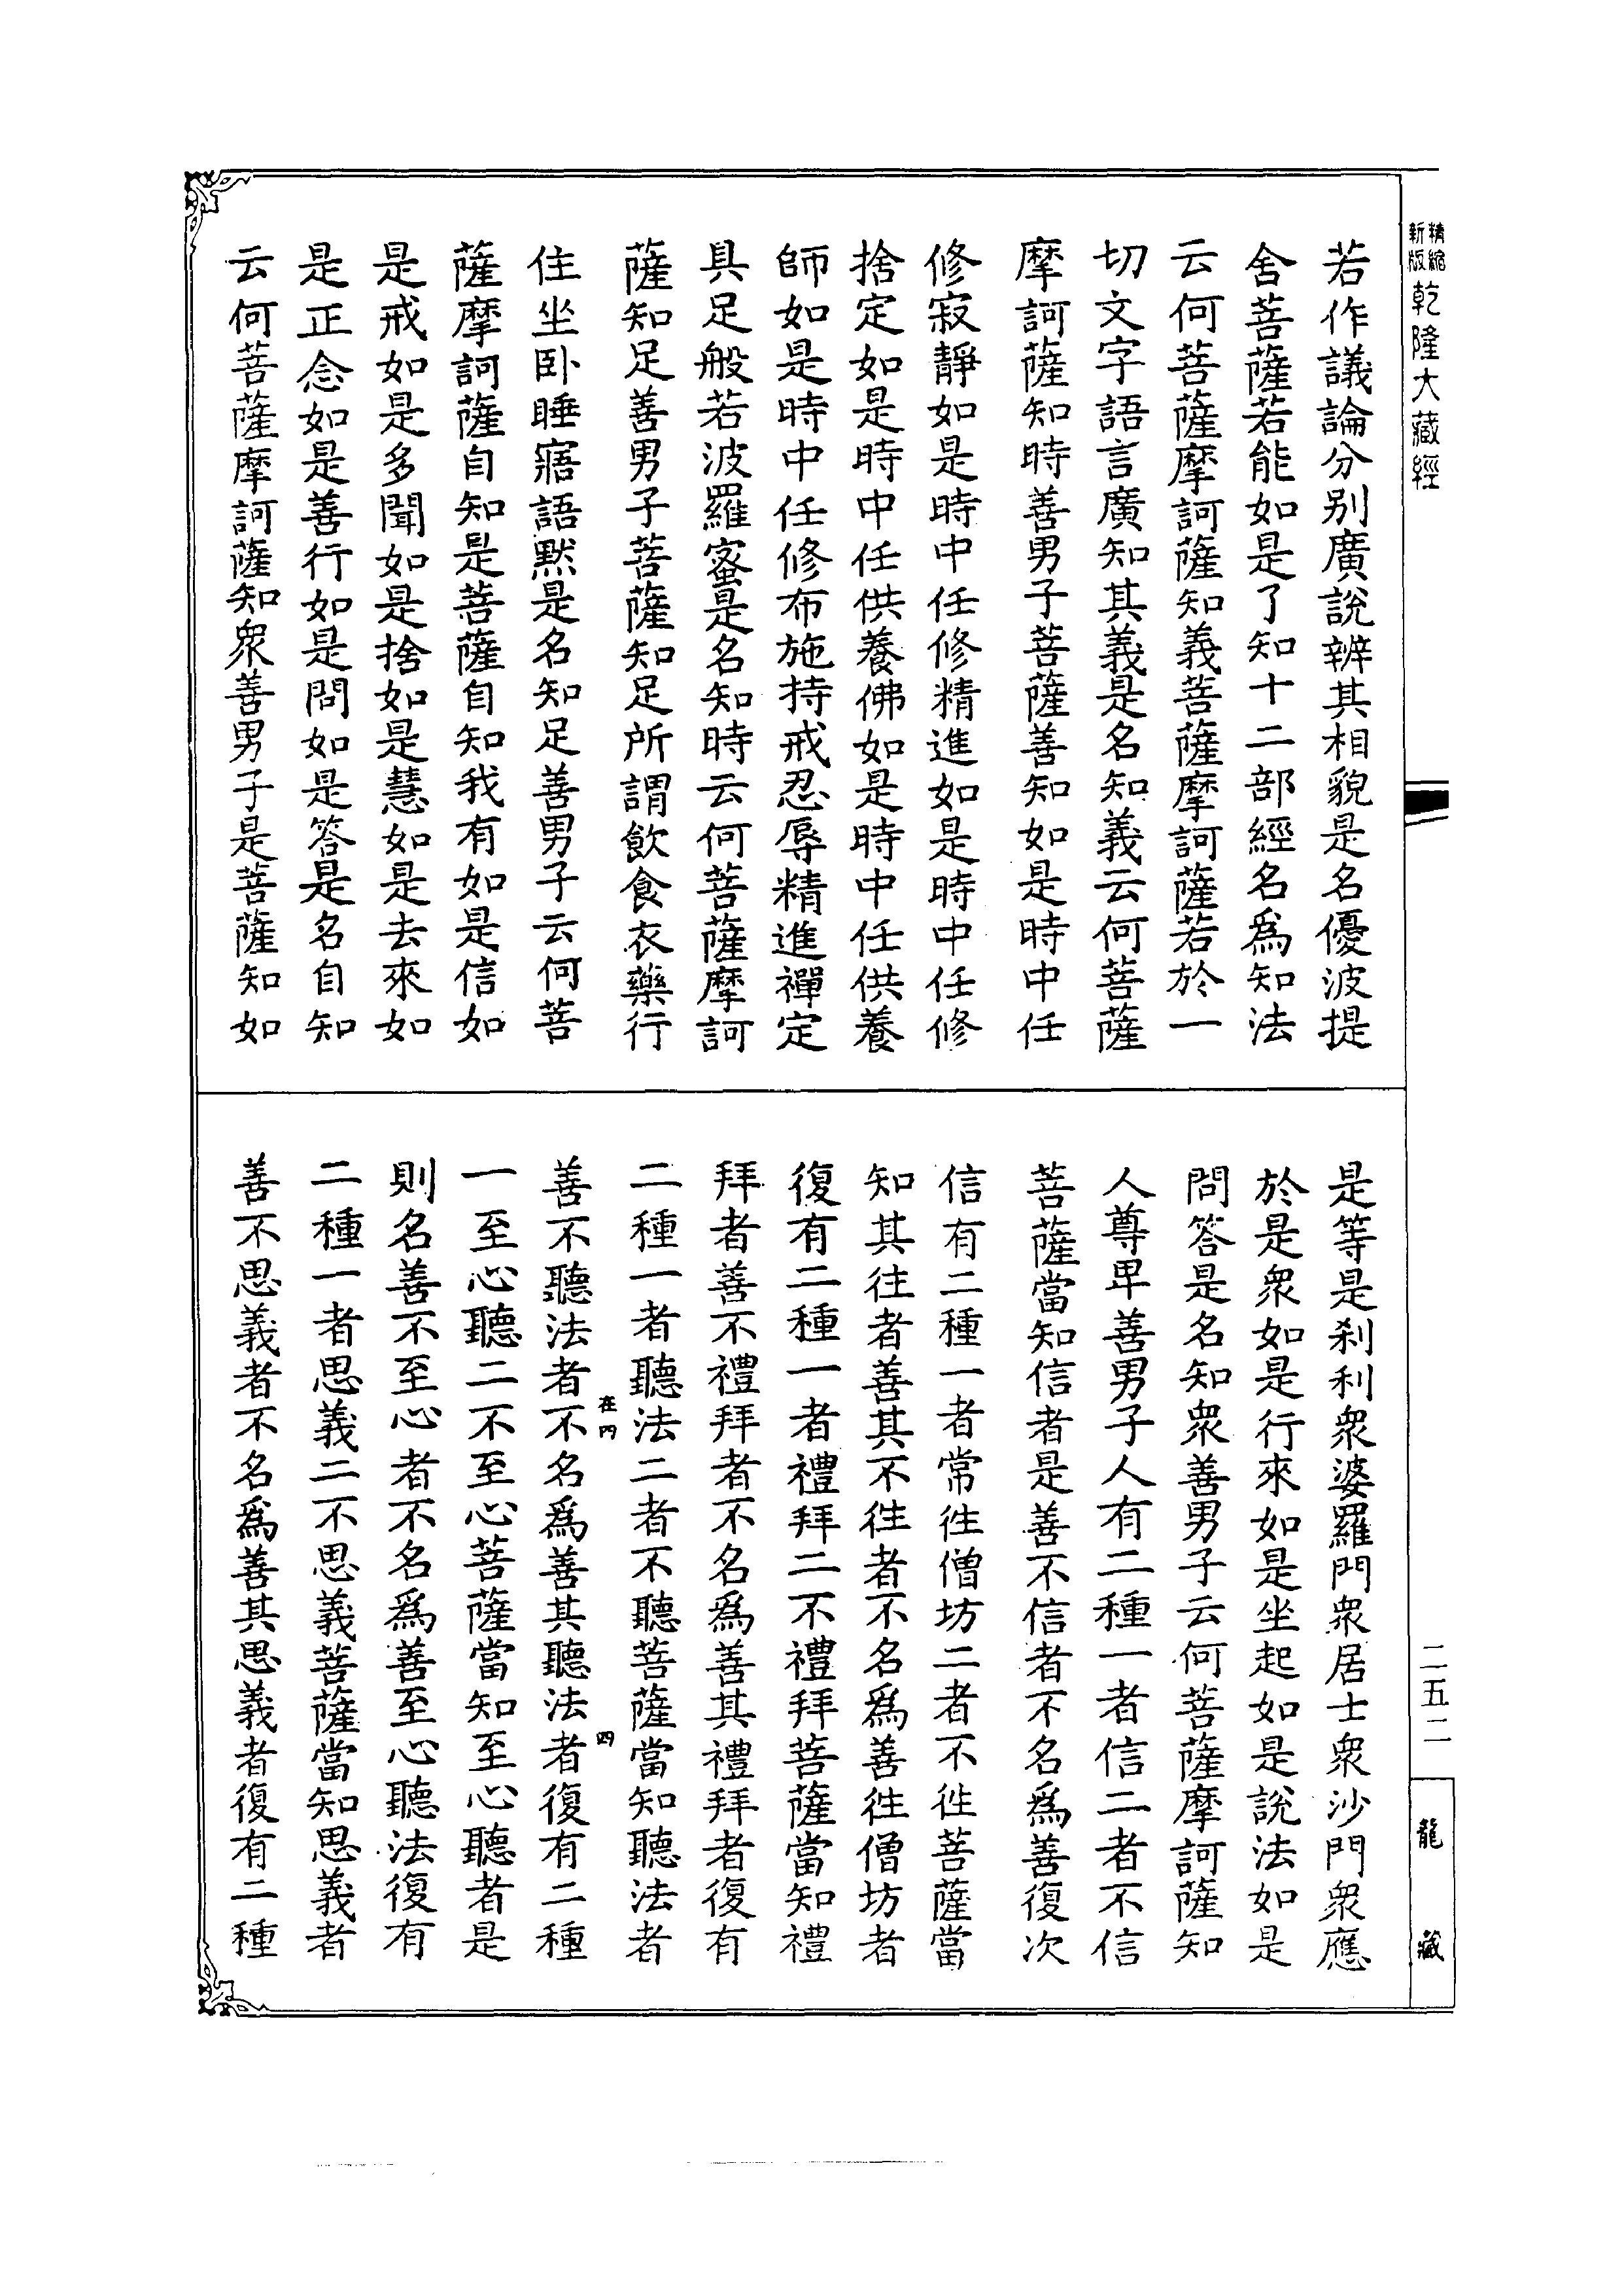 精縮
新版
乾隆大藏經
若作議論分别廣說辨其相貌是名優波提
舍菩薩若能如是了知十二部經名爲知法
云何菩薩摩訶薩知義菩薩摩訶薩若於一
切文字語言廣知其義是名知義云何菩薩
摩訶薩知時善男子菩薩善知如是時中任
修寂靜如是時中任修精進如是時中任修
捨定如是時中任供養佛如是時中任供養
師如是時中任修布施持戒忍辱精進禪定
具足般若波羅蜜是名知時云何菩薩摩訶
薩知足善男子菩薩知足所謂飲食衣藥行
住坐卧睡寤語默是名知足善男子云何菩
薩摩訶薩自知是菩薩自知我有如是信如
是戒如是多聞如是捨如是慧如是去來如
是正念如是善行如是問如是答是名自知
云何菩薩摩訶薩知衆善男子是菩薩知如
是等是刹利衆婆羅門衆居士衆沙門衆應
於是衆如是行來如是坐起如是說法如是
問答是名知衆善男子云何菩薩摩訶薩知
人尊卑善男子人有二種一者信二者不信
菩薩當知信者是善不信者不名爲善復次
信有二種一者常徃僧坊二者不徃菩薩當
知其徃者善其不徃者不名爲善徃僧坊者
復有二種一者禮拜二不禮拜菩薩當知禮
拜者善不禮拜者不名爲善其禮拜者復有
二種一者聽法二者不聽菩薩當知聽法者
善不聽法者不名爲善其聽法者復有二種
在四
四
一至心聽二不至心菩薩當知至心聽者是
則名善不至心者不名爲善至心聽法復有
二種一者思義二不思義菩薩當知思義者
善不思義者不名爲善其思義者復有二種
二五二
龍藏